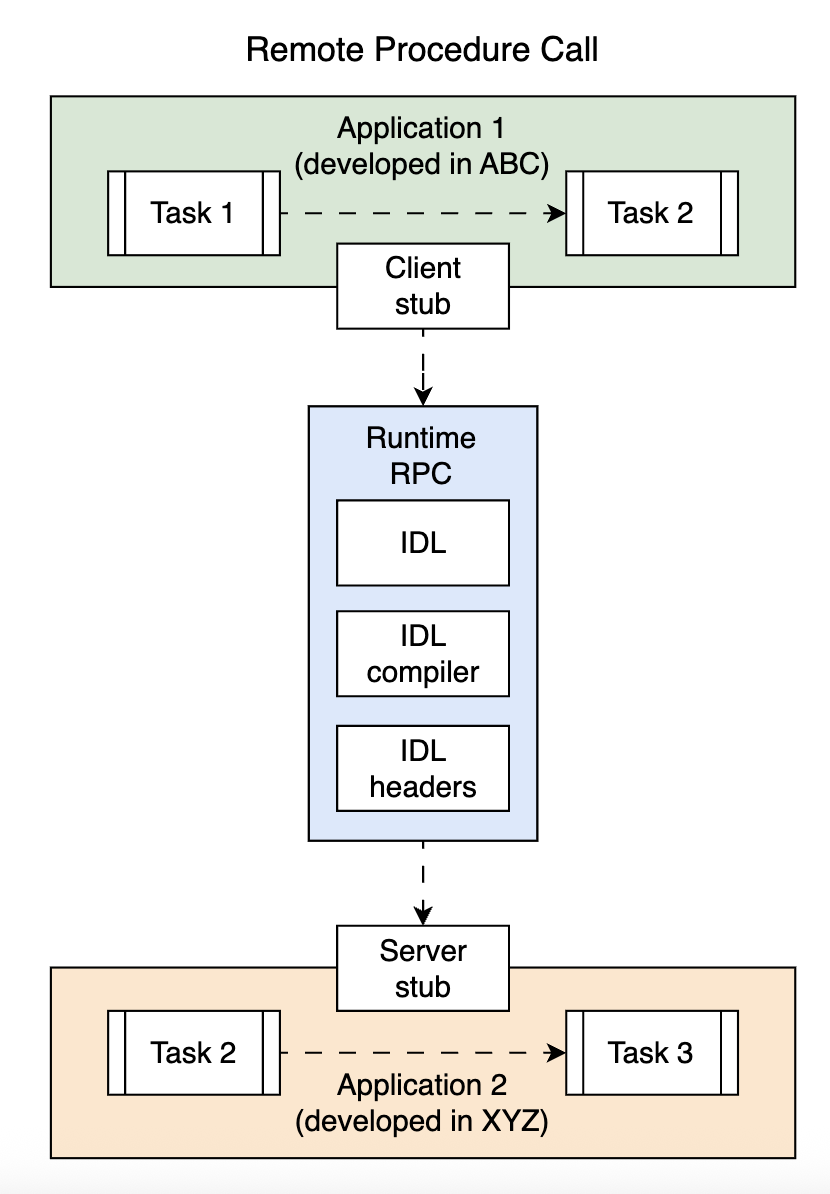 Remote Procedure Call
Application 1
(developed in ABC)
Task 1
Task 2
Client
stub
Runtime
RPC
IDL
IDL
compiler
IDL
headers
Server
stub
Task 2
Task 3
Application 2
(developed in XYZ)